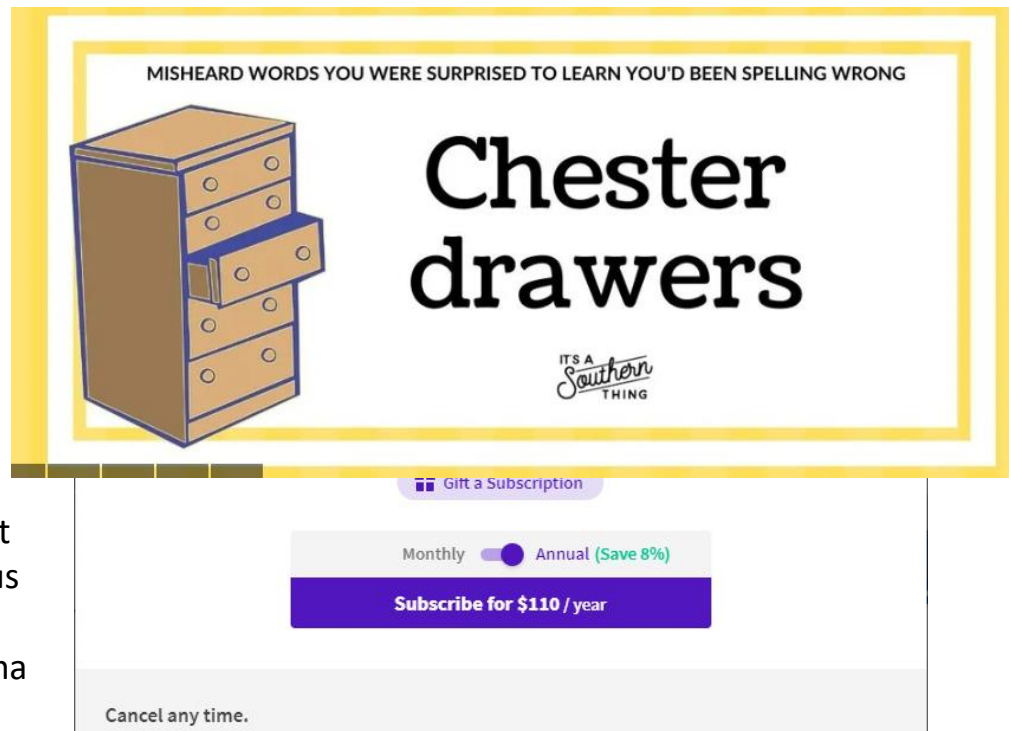 MISHEARD WORDS YOU WERE SURPRISED TO LEARN YOU'D BEEN SPELLING WRONG
Chester
drawers
IT'S A
Southern
THING
Gift a Subscription
Monthly Annual (Save 8%)
Subscribe for $110 / year
Cancel any time.